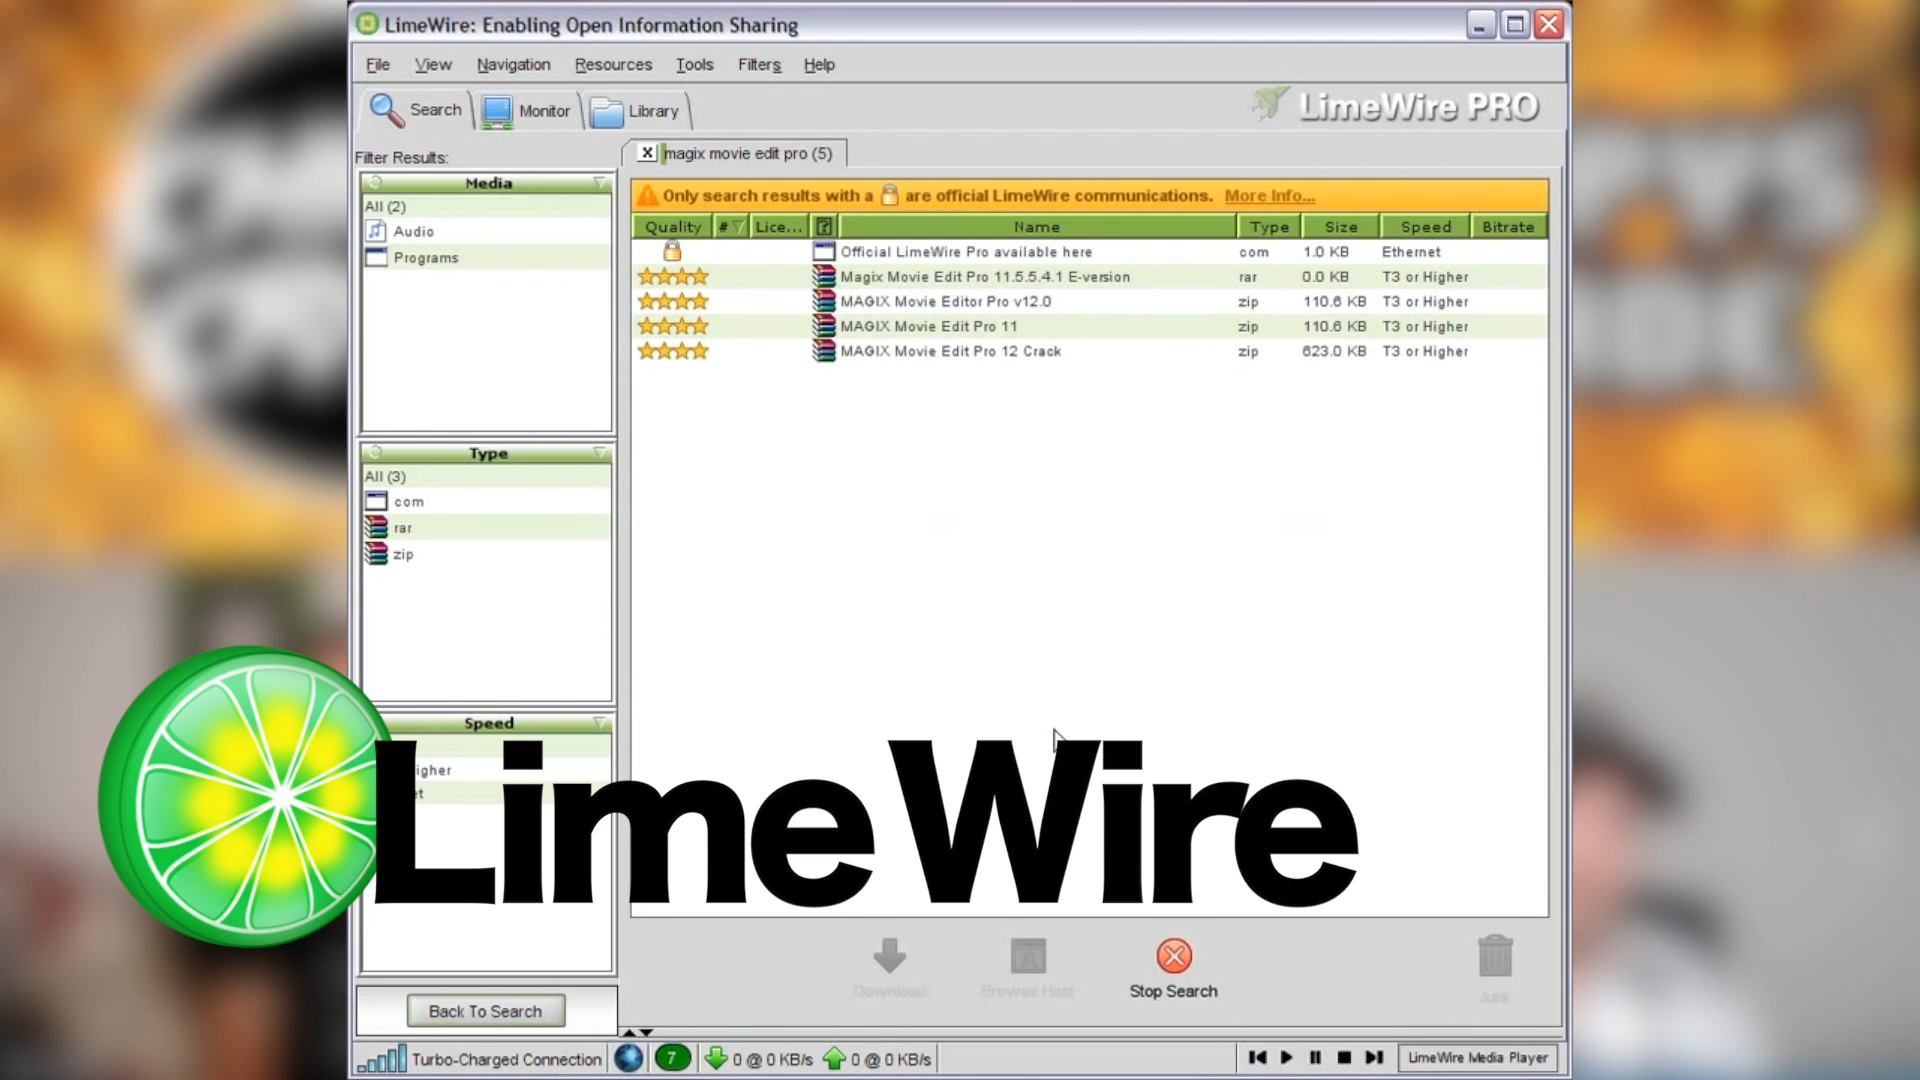 LimeWire: Enabling Open Information Sharing
File View Navigation Resources Tools Filters Help
Search Monitor Library
LimeWire PRO
Filter Results:
X magix movie edit pro (5)
Media
All (2)
Audio
Programs
Only search results with a are official LimeWire communications. More Info...
Quality # Lice... ? Name Type Size Speed Bitrate
Official LimeWire Pro available here com 1.0 KB Ethernet
Magix Movie Edit Pro 11.5.5.4.1 E-version rar 0.0 KB T3 or Higher
MAGIX Movie Editor Pro v12.0 zip 110.6 KB T3 or Higher
MAGIX Movie Edit Pro 11 zip 110.6 KB T3 or Higher
MAGIX Movie Edit Pro 12 Crack zip 623.0 KB T3 or Higher
Type
All (3)
com
rar
zip
Speed
igher
et
LimeWire
Download Browse Host Stop Search Junk
Back To Search
Turbo-Charged Connection 7 0 @ 0 KB/s 0 @ 0 KB/s
LimeWire Media Player